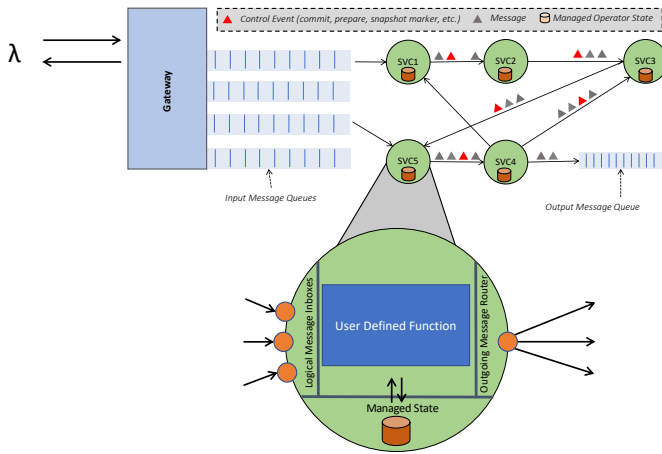 Control Event (commit, prepare, snapshot marker, etc.) Message Managed Operator State
λ
Gateway
SVC1
SVC2
SVC3
SVC5
SVC4
Input Message Queues
Output Message Queue
Logical Message Inboxes
User Defined Function
Outgoing Message Router
Managed State